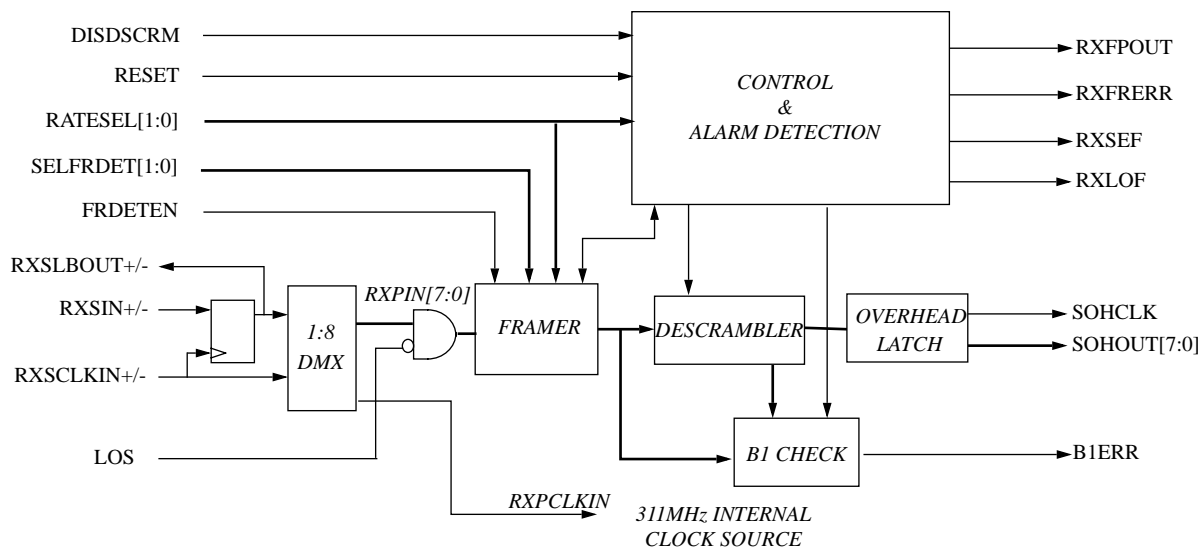 DISDSCRM
RESET
RATESEL[1:0]
SELFRDET[1:0]
FRDETEN
RXSLBOUT+/-
RXSIN+/-
RXSCLKIN+/-
LOS
1:8
DMX
RXPIN[7:0]
FRAMER
CONTROL
&
ALARM DETECTION
RXFPOUT
RXFRERR
RXSEF
RXLOF
DESCRAMBLER
OVERHEAD
LATCH
SOHCLK
SOHOUT[7:0]
B1 CHECK
B1ERR
RXPCLKIN
311MHz INTERNAL
CLOCK SOURCE